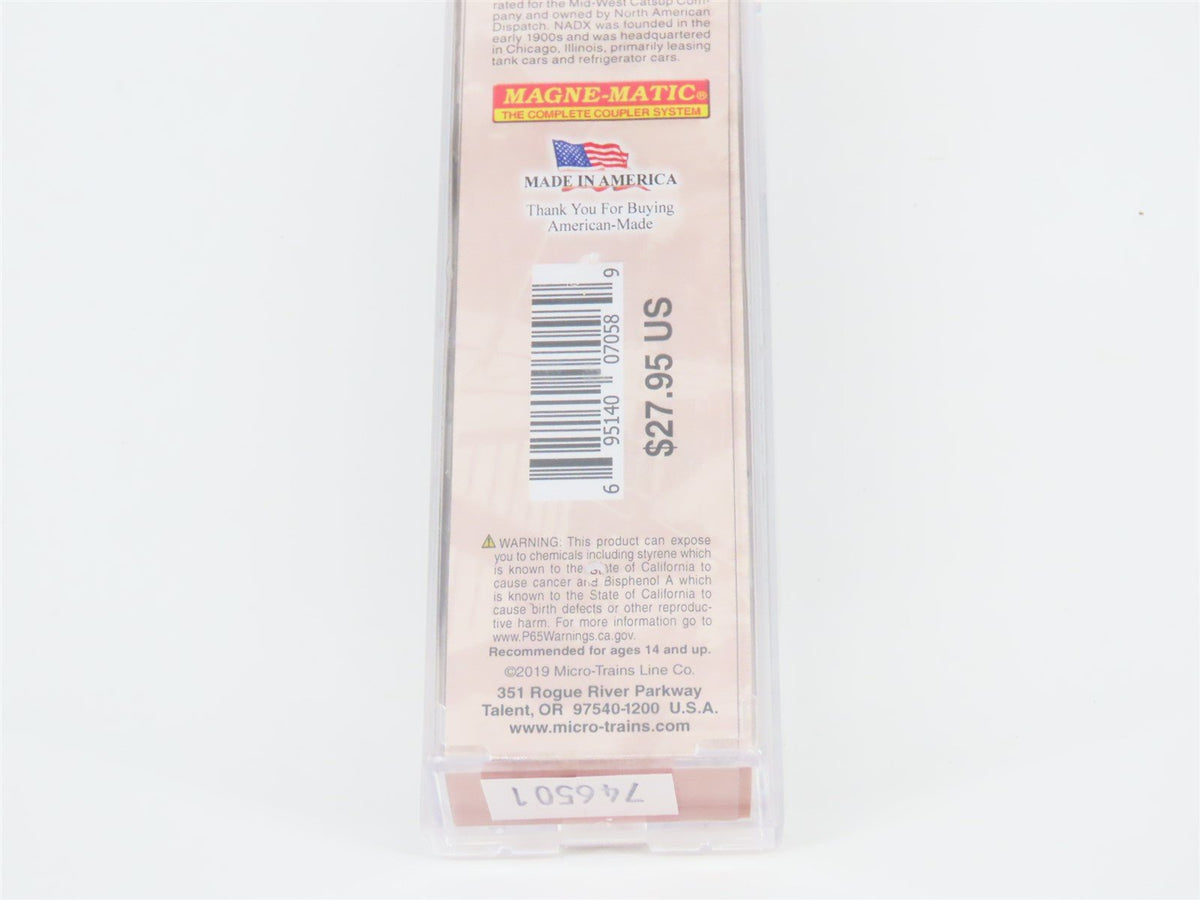 rated for the Mid-West Catsup Com-
pany and owned by North American
Dispatch. NADX was founded in the
early 1900s and was headquartered
in Chicago, Illinois, primarily leasing
tank cars and refrigerator cars.
MAGNE-MATIC®
THE COMPLETE COUPLER SYSTEM
MADE IN AMERICA
Thank You For Buying
American-Made
6 95140 07058 9
$27.95 US
WARNING: This product can expose
you to chemicals including styrene which
is known to the State of California to
cause cancer and Bisphenol A which
is known to the State of California to
cause birth defects or other reproduc-
tive harm. For more information go to
www.P65Warnings.ca.gov.
Recommended for ages 14 and up.
©2019 Micro-Trains Line Co.
351 Rogue River Parkway
Talent, OR 97540-1200 U.S.A.
www.micro-trains.com
746501